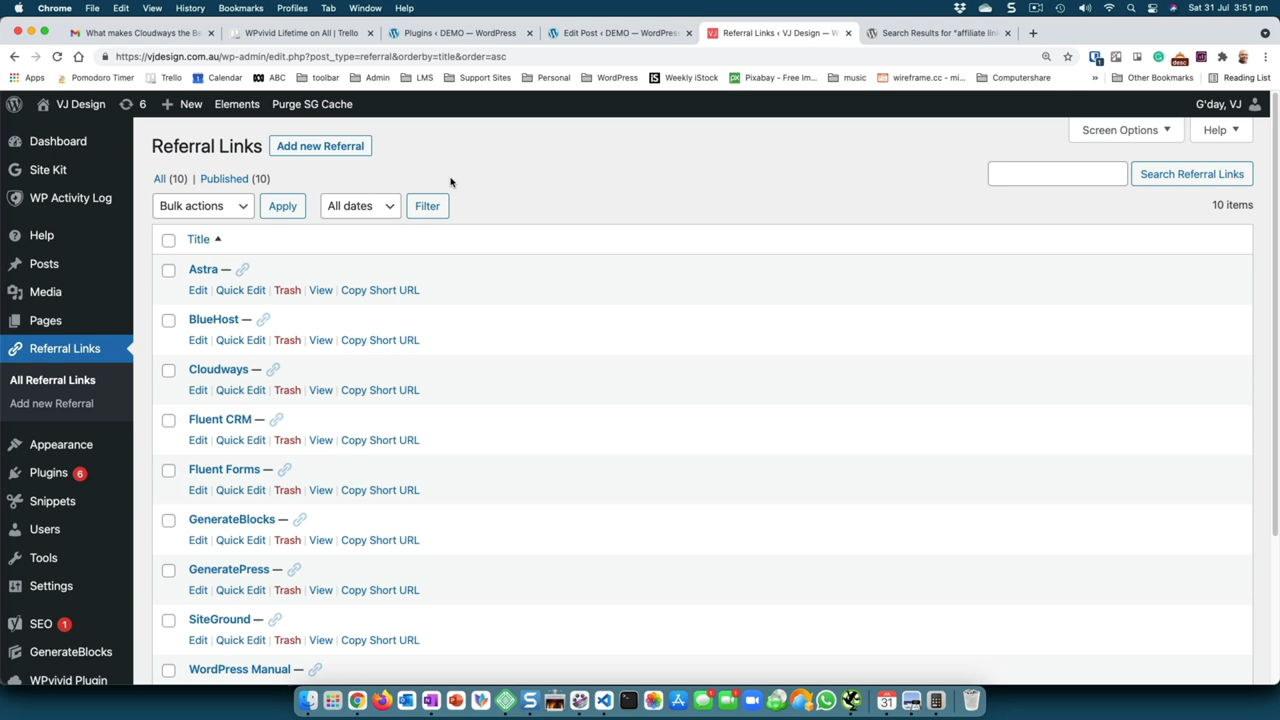 Chrome File Edit View History Bookmarks Profiles Tab Window Help Sat 31 Jul 3:51 pm
What makes Cloudways the Be WPvivid Lifetime on All | Trello Plugins ‹ DEMO — WordPress Edit Post ‹ DEMO — WordPress Referral Links ‹ VJ Design — W Search Results for "affiliate lin
https://vjdesign.com.au/wp-admin/edit.php?post_type=referral&orderby=title&order=asc
Apps Pomodoro Timer Trello Calendar ABC toolbar Admin LMS Support Sites Personal WordPress Weekly iStock Pixabay - Free Im... music wireframe.cc - mi... Computershare » Other Bookmarks Reading List
VJ Design 6 New Elements Purge SG Cache G'day, VJ
Dashboard
Site Kit
WP Activity Log
Help
Posts
Media
Pages
Referral Links
All Referral Links
Add new Referral
Appearance
Plugins 6
Snippets
Users
Tools
Settings
SEO 1
GenerateBlocks
WPvivid Plugin
Screen Options Help
Referral Links Add new Referral
All (10) | Published (10)
Search Referral Links
Bulk actions Apply All dates Filter
10 items
Title
Astra —
Edit | Quick Edit | Trash | View | Copy Short URL
BlueHost —
Edit | Quick Edit | Trash | View | Copy Short URL
Cloudways —
Edit | Quick Edit | Trash | View | Copy Short URL
Fluent CRM —
Edit | Quick Edit | Trash | View | Copy Short URL
Fluent Forms —
Edit | Quick Edit | Trash | View | Copy Short URL
GenerateBlocks —
Edit | Quick Edit | Trash | View | Copy Short URL
GeneratePress —
Edit | Quick Edit | Trash | View | Copy Short URL
SiteGround —
Edit | Quick Edit | Trash | View | Copy Short URL
WordPress Manual —
31